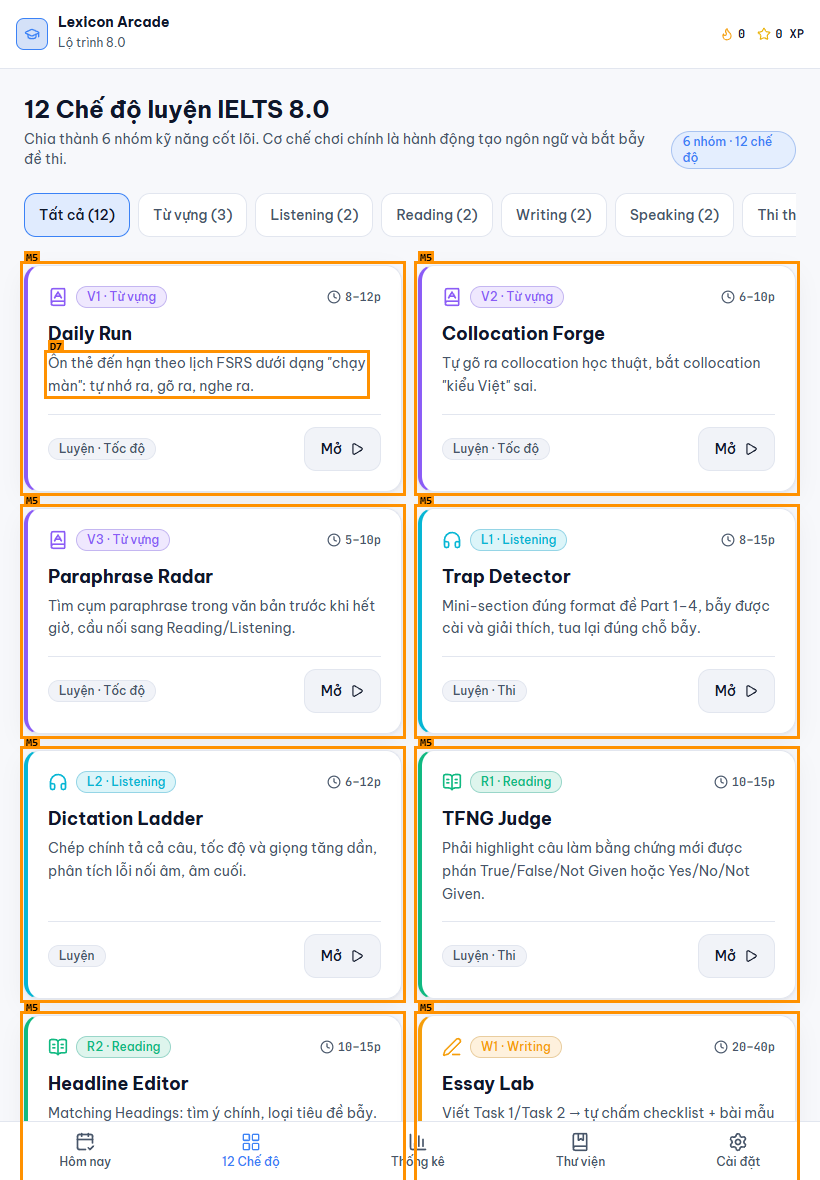 Lexicon Arcade
Lộ trình 8.0
0
0 XP
12 Chế độ luyện IELTS 8.0
Chia thành 6 nhóm kỹ năng cốt lõi. Cơ chế chơi chính là hành động tạo ngôn ngữ và bắt bẫy
đề thi.
6 nhóm · 12 chế
độ
Tất cả (12)
Từ vựng (3)
Listening (2)
Reading (2)
Writing (2)
Speaking (2)
Thi th
M5
V1 · Từ vựng
8–12p
Daily Run
D7
Ôn thẻ đến hạn theo lịch FSRS dưới dạng "chạy
màn": tự nhớ ra, gõ ra, nghe ra.
Luyện · Tốc độ
Mở
M5
V2 · Từ vựng
6–10p
Collocation Forge
Tự gõ ra collocation học thuật, bắt collocation
"kiểu Việt" sai.
Luyện · Tốc độ
Mở
M5
V3 · Từ vựng
5–10p
Paraphrase Radar
Tìm cụm paraphrase trong văn bản trước khi hết
giờ, cầu nối sang Reading/Listening.
Luyện · Tốc độ
Mở
M5
L1 · Listening
8–15p
Trap Detector
Mini-section đúng format đề Part 1–4, bẫy được
cài và giải thích, tua lại đúng chỗ bẫy.
Luyện · Thi
Mở
M5
L2 · Listening
6–12p
Dictation Ladder
Chép chính tả cả câu, tốc độ và giọng tăng dần,
phân tích lỗi nối âm, âm cuối.
Luyện
Mở
M5
R1 · Reading
10–15p
TFNG Judge
Phải highlight câu làm bằng chứng mới được
phán True/False/Not Given hoặc Yes/No/Not
Given.
Luyện · Thi
Mở
M5
R2 · Reading
10–15p
Headline Editor
Matching Headings: tìm ý chính, loại tiêu đề bẫy.
M5
W1 · Writing
20–40p
Essay Lab
Viết Task 1/Task 2 → tự chấm checklist + bài mẫu
Hôm nay
12 Chế độ
Thống kê
Thư viện
Cài đặt